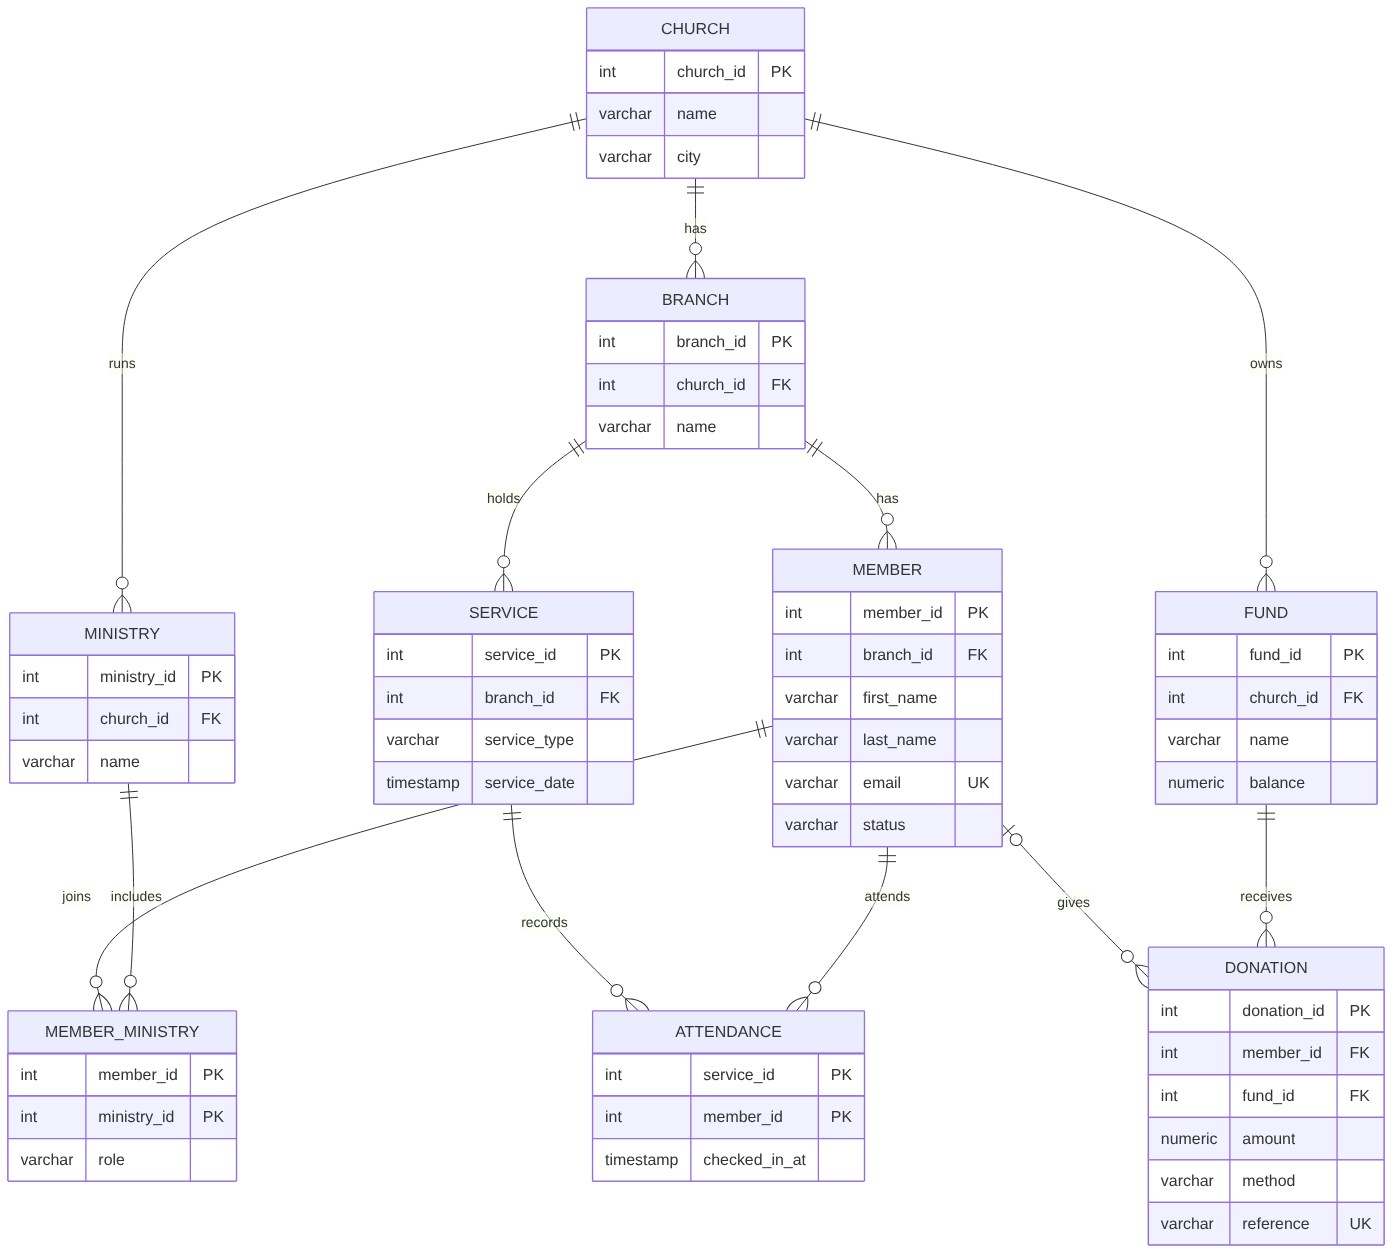 CHURCH
int church_id PK
varchar name
varchar city
has
runs
owns
BRANCH
int branch_id PK
int church_id FK
varchar name
holds
has
MINISTRY
int ministry_id PK
int church_id FK
varchar name
SERVICE
int service_id PK
int branch_id FK
varchar service_type
timestamp service_date
MEMBER
int member_id PK
int branch_id FK
varchar first_name
varchar last_name
varchar email UK
varchar status
FUND
int fund_id PK
int church_id FK
varchar name
numeric balance
joins
includes
records
attends
gives
receives
MEMBER_MINISTRY
int member_id PK
int ministry_id PK
varchar role
ATTENDANCE
int service_id PK
int member_id PK
timestamp checked_in_at
DONATION
int donation_id PK
int member_id FK
int fund_id FK
numeric amount
varchar method
varchar reference UK